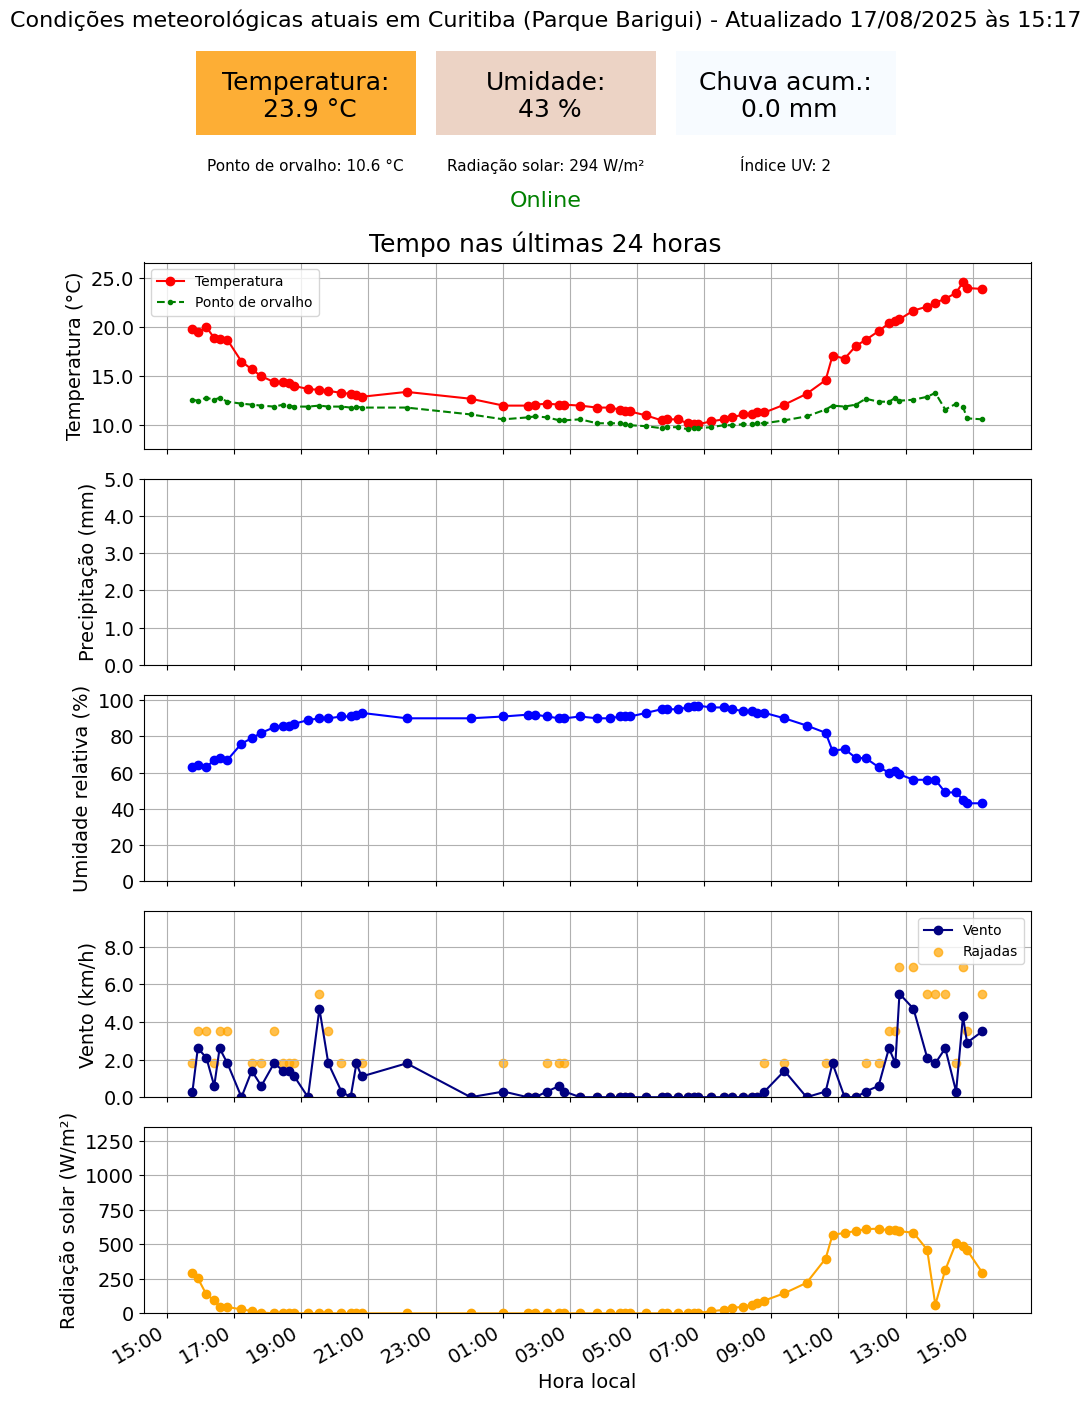 Condições meteorológicas atuais em Curitiba (Parque Barigui) - Atualizado 17/08/2025 às 15:17
Temperatura:
23.9 °C
Umidade:
43 %
Chuva acum.:
0.0 mm
Ponto de orvalho: 10.6 °C
Radiação solar: 294 W/m²
Índice UV: 2
Online
Tempo nas últimas 24 horas
Temperatura (°C)
25.0
20.0
15.0
10.0
Temperatura
Ponto de orvalho
Precipitação (mm)
5.0
4.0
3.0
2.0
1.0
0.0
Umidade relativa (%)
100
80
60
40
20
0
Vento (km/h)
8.0
6.0
4.0
2.0
0.0
Vento
Rajadas
Radiação solar (W/m²)
1250
1000
750
500
250
0
15:00
17:00
19:00
21:00
23:00
01:00
03:00
05:00
07:00
09:00
11:00
13:00
15:00
Hora local